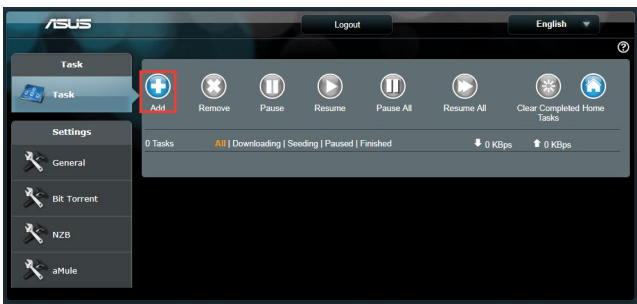 ASUS
Logout
English
Task
Task
Settings
General
Bit Torrent
NZB
aMule
Add
Remove
Pause
Resume
Pause All
Resume All
Clear Completed Tasks
Home
0 Tasks
All | Downloading | Seeding | Paused | Finished
0 KBps
0 KBps